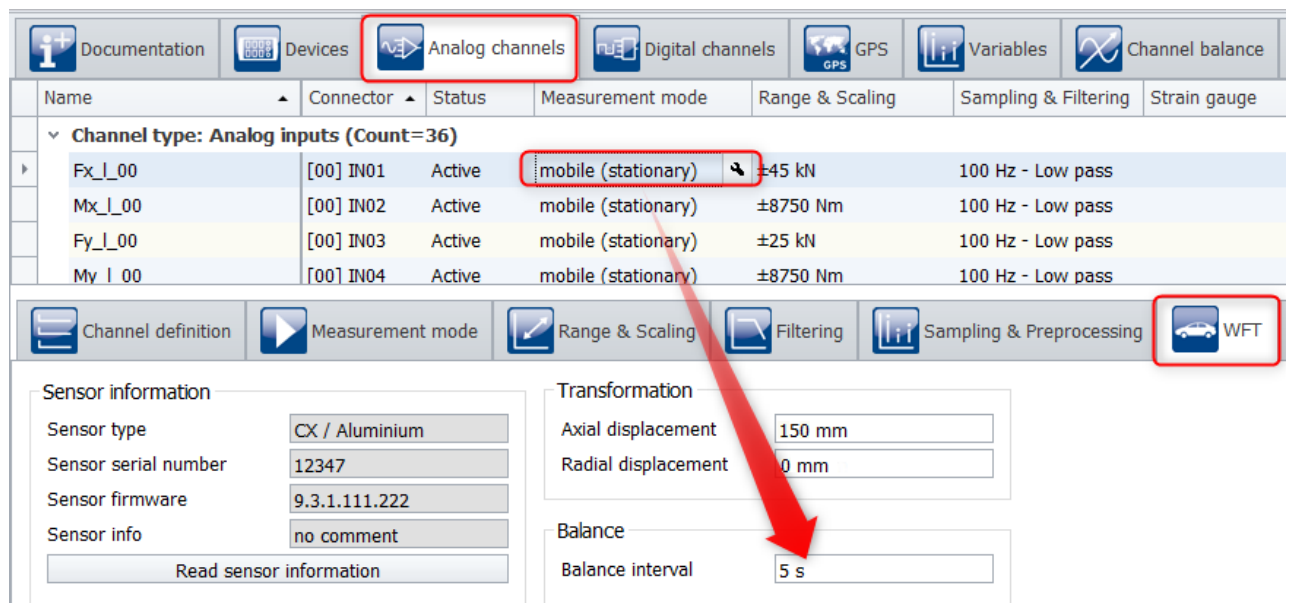 Documentation Devices Analog channels Digital channels GPS GPS Variables Channel balance
Name Connector Status Measurement mode Range & Scaling Sampling & Filtering Strain gauge
Channel type: Analog inputs (Count=36)
Fx_l_00 [00] IN01 Active mobile (stationary) ±45 kN 100 Hz - Low pass
Mx_l_00 [00] IN02 Active mobile (stationary) ±8750 Nm 100 Hz - Low pass
Fy_l_00 [00] IN03 Active mobile (stationary) ±25 kN 100 Hz - Low pass
My_l_00 [00] IN04 Active mobile (stationary) ±8750 Nm 100 Hz - Low pass
Channel definition Measurement mode Range & Scaling Filtering Sampling & Preprocessing WFT
Sensor information Transformation
Sensor type CX / Aluminium Axial displacement 150 mm
Sensor serial number 12347 Radial displacement 0 mm
Sensor firmware 9.3.1.111.222
Sensor info no comment Balance
Read sensor information Balance interval 5 s